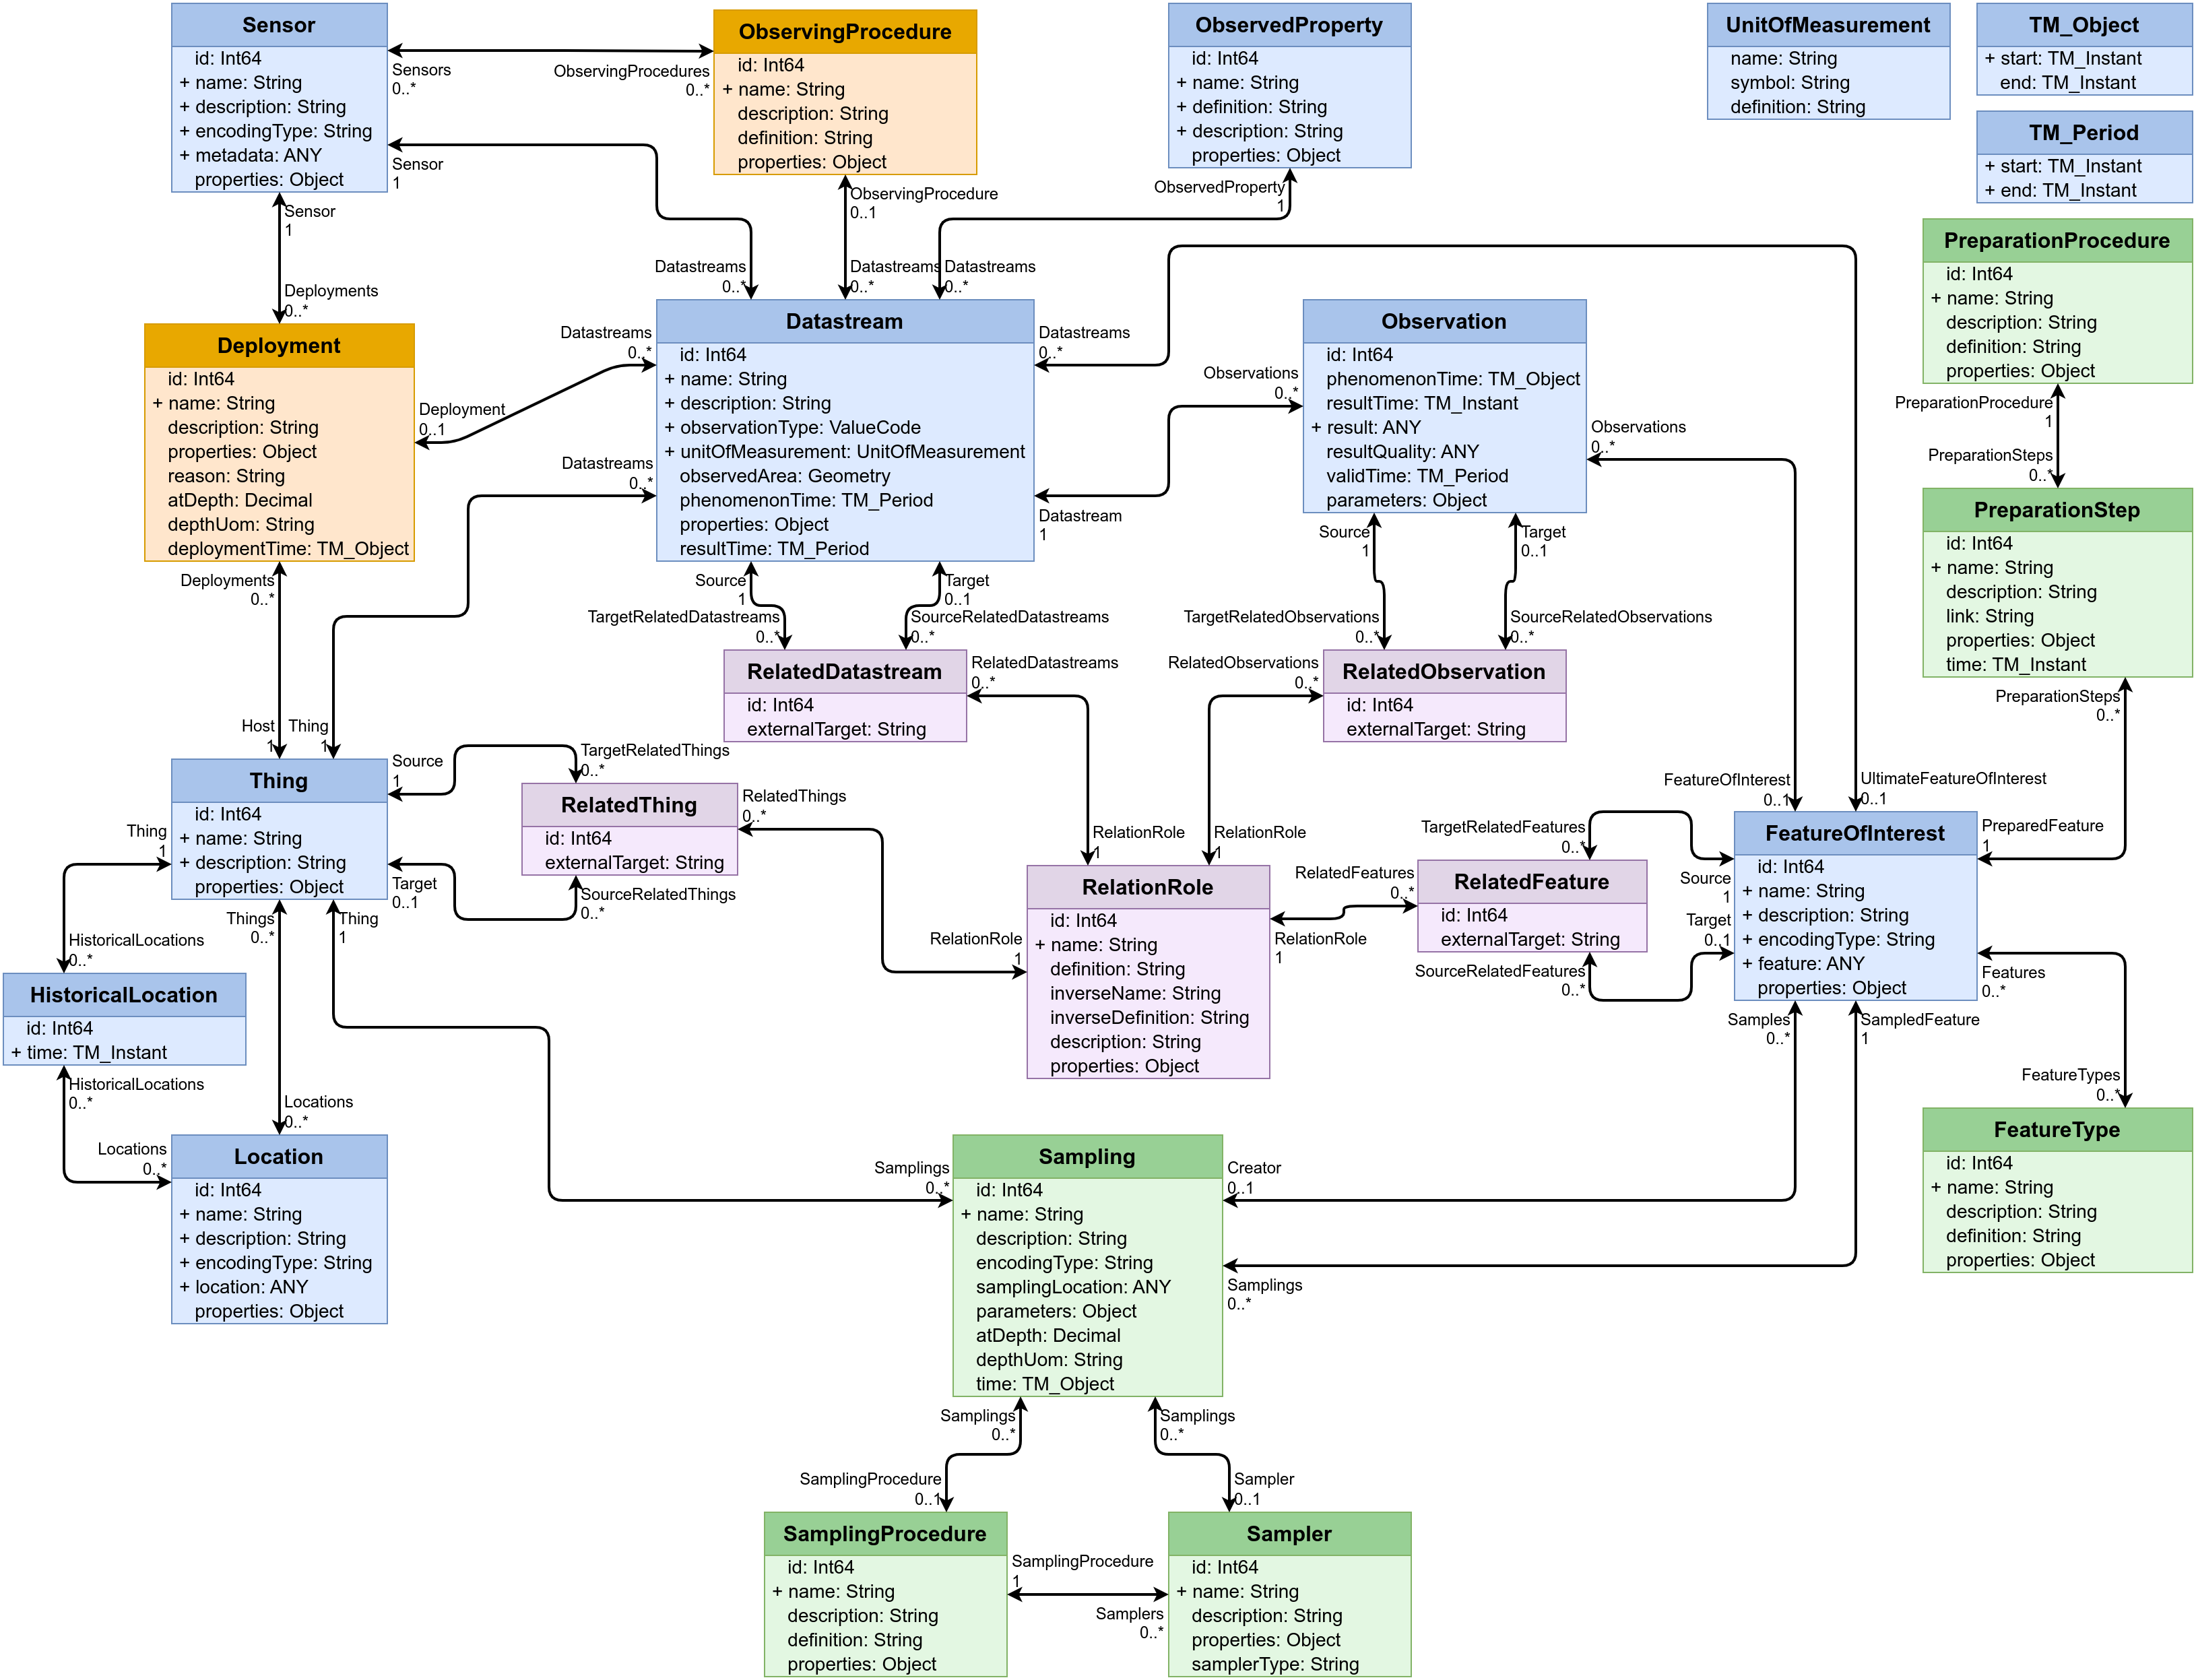 Sensor
id: Int64
+ name: String
+ description: String
+ encodingType: String
+ metadata: ANY
properties: Object
Sensors
0..*
ObservingProcedures
0..*
ObservingProcedure
id: Int64
+ name: String
description: String
definition: String
properties: Object
ObservedProperty
id: Int64
+ name: String
+ definition: String
+ description: String
properties: Object
UnitOfMeasurement
name: String
symbol: String
definition: String
TM_Object
+ start: TM_Instant
end: TM_Instant
TM_Period
+ start: TM_Instant
+ end: TM_Instant
Sensor
1
Sensor
1
ObservingProcedure
0..1
ObservedProperty
1
Deployments
0..*
Datastreams
0..*
Datastreams
0..*
Datastreams
0..*
PreparationProcedure
id: Int64
+ name: String
description: String
definition: String
properties: Object
Deployment
id: Int64
+ name: String
description: String
properties: Object
reason: String
atDepth: Decimal
depthUom: String
deploymentTime: TM_Object
Deployment
0..1
Datastreams
0..*
Datastreams
0..*
Datastream
id: Int64
+ name: String
+ description: String
+ observationType: ValueCode
+ unitOfMeasurement: UnitOfMeasurement
observedArea: Geometry
phenomenonTime: TM_Period
properties: Object
resultTime: TM_Period
Datastreams
0..*
Datastream
1
Observations
0..*
Observation
id: Int64
phenomenonTime: TM_Object
resultTime: TM_Instant
+ result: ANY
resultQuality: ANY
validTime: TM_Period
parameters: Object
Observations
0..*
PreparationProcedure
1
PreparationSteps
0..*
PreparationStep
id: Int64
+ name: String
description: String
link: String
properties: Object
time: TM_Instant
PreparationSteps
0..*
Deployments
0..*
Source
1
TargetRelatedDatastreams
0..*
Target
0..1
SourceRelatedDatastreams
0..*
Source
1
TargetRelatedObservations
0..*
Target
0..1
SourceRelatedObservations
0..*
RelatedDatastream
id: Int64
externalTarget: String
RelatedDatastreams
0..*
RelatedObservations
0..*
RelatedObservation
id: Int64
externalTarget: String
Host
1
Thing
1
Thing
id: Int64
+ name: String
+ description: String
properties: Object
Source
1
TargetRelatedThings
0..*
RelatedThing
id: Int64
externalTarget: String
RelatedThings
0..*
Target
0..1
SourceRelatedThings
0..*
Thing
1
Things
0..*
Thing
1
RelationRole
1
RelationRole
1
RelationRole
1
RelationRole
id: Int64
+ name: String
definition: String
inverseName: String
inverseDefinition: String
description: String
properties: Object
RelationRole
1
RelatedFeatures
0..*
TargetRelatedFeatures
0..*
RelatedFeature
id: Int64
externalTarget: String
SourceRelatedFeatures
0..*
FeatureOfInterest
0..1
UltimateFeatureOfInterest
0..1
Source
1
Target
0..1
FeatureOfInterest
id: Int64
+ name: String
+ description: String
+ encodingType: String
+ feature: ANY
properties: Object
PreparedFeature
1
Features
0..*
Samples
0..*
SampledFeature
1
FeatureTypes
0..*
FeatureType
id: Int64
+ name: String
description: String
definition: String
properties: Object
HistoricalLocations
0..*
HistoricalLocation
id: Int64
+ time: TM_Instant
HistoricalLocations
0..*
Locations
0..*
Locations
0..*
Location
id: Int64
+ name: String
+ description: String
+ encodingType: String
+ location: ANY
properties: Object
Samplings
0..*
Sampling
id: Int64
+ name: String
description: String
encodingType: String
samplingLocation: ANY
parameters: Object
atDepth: Decimal
depthUom: String
time: TM_Object
Creator
0..1
Samplings
0..*
Samplings
0..*
Samplings
0..*
SamplingProcedure
0..1
Sampler
0..1
SamplingProcedure
id: Int64
+ name: String
description: String
definition: String
properties: Object
SamplingProcedure
1
Samplers
0..*
Sampler
id: Int64
+ name: String
description: String
properties: Object
samplerType: String